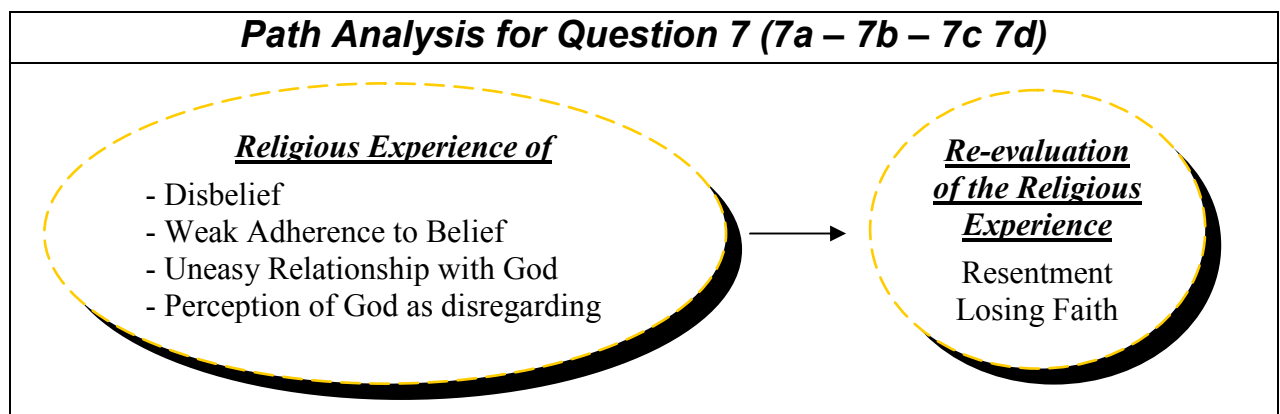 Path Analysis for Question 7 (7a – 7b – 7c 7d)
Religious Experience of
- Disbelief
- Weak Adherence to Belief
- Uneasy Relationship with God
- Perception of God as disregarding
Re-evaluation
of the Religious
Experience
Resentment
Losing Faith